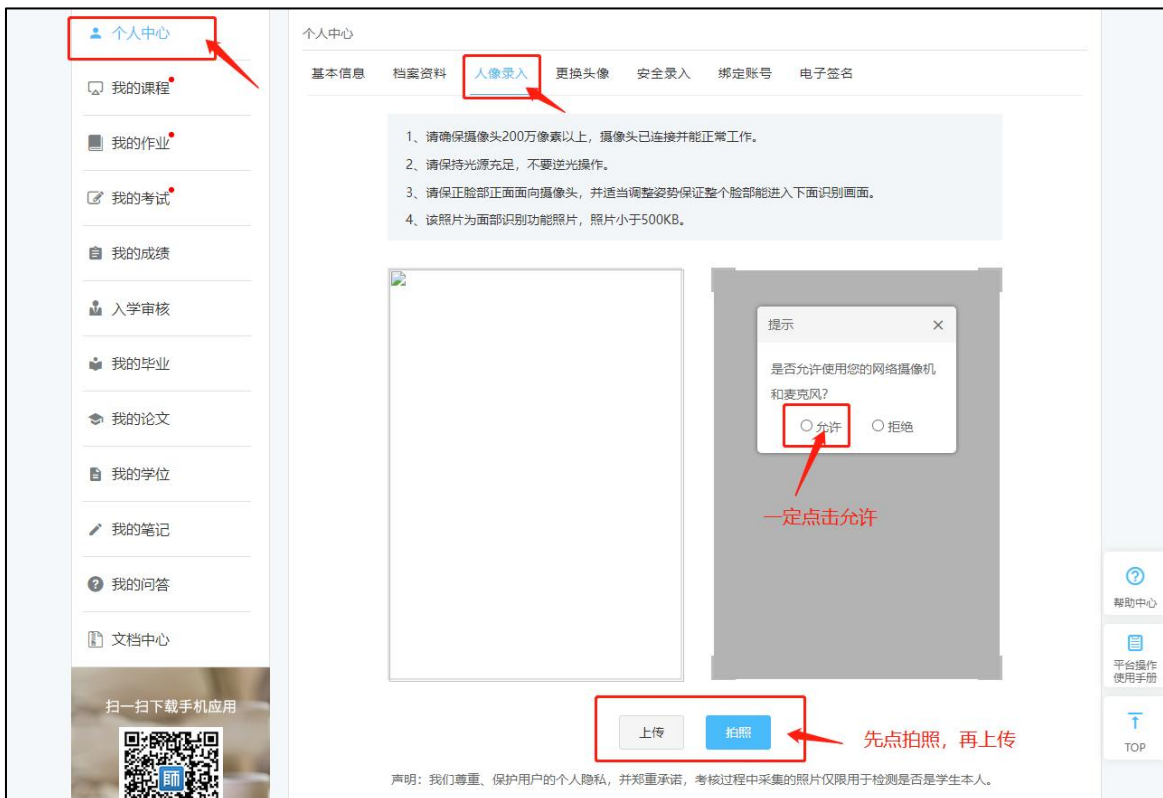 个人中心
我的课程
我的作业
我的考试
我的成绩
入学审核
我的毕业
我的论文
我的学位
我的笔记
我的问答
文档中心
扫一扫下载手机应用
師
个人中心
基本信息 档案资料 人像录入 更换头像 安全录入 绑定账号 电子签名
1、请确保摄像头200万像素以上，摄像头已连接并能正常工作。
2、请保持光源充足，不要逆光操作。
3、请保正脸部正面面向摄像头，并适当调整姿势保证整个脸部能进入下面识别画面。
4、该照片为面部识别功能照片，照片小于500KB。
提示
是否允许使用您的网络摄像机
和麦克风?
允许 拒绝
一定点击允许
上传 拍照
先点拍照，再上传
声明：我们尊重、保护用户的个人隐私，并郑重承诺，考核过程中采集的照片仅限用于检测是否是学生本人。
帮助中心
平台操作
使用手册
TOP